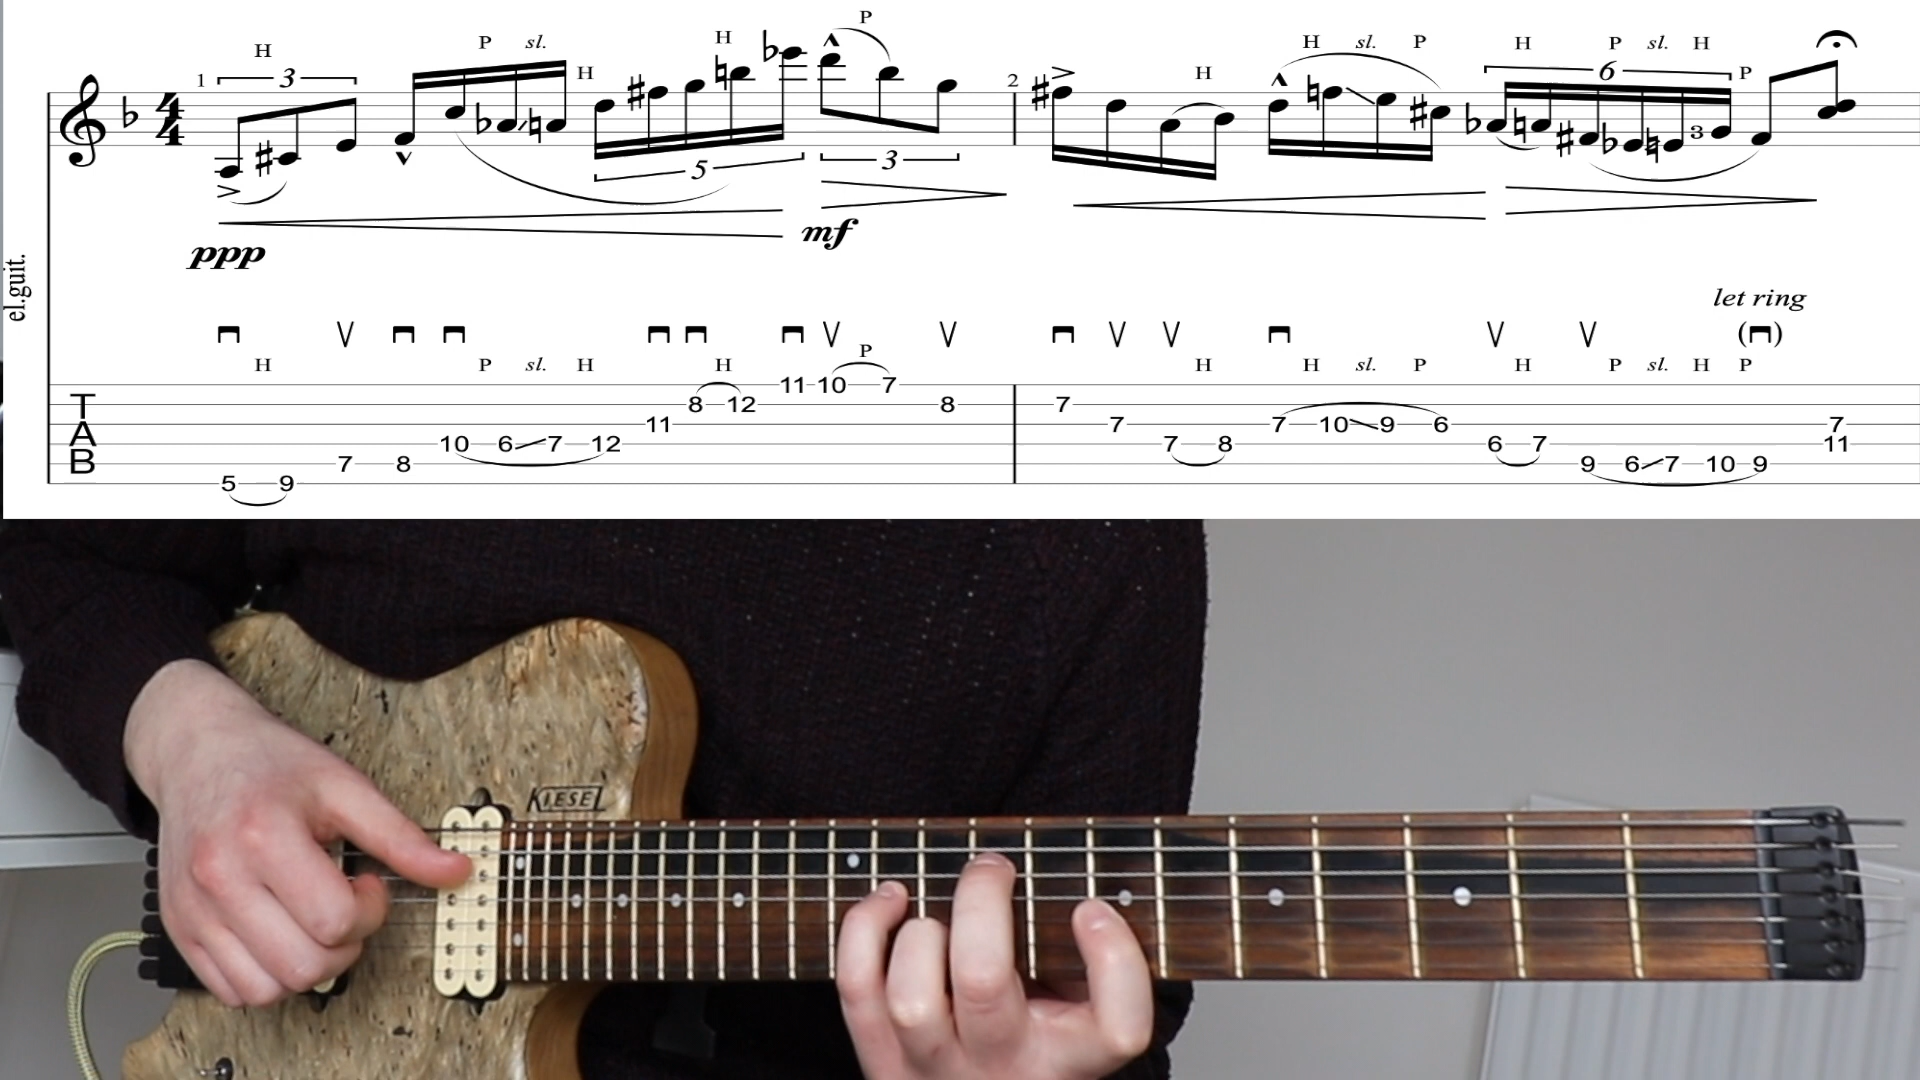 H P sl. H P H sl. P H P sl. H
1 3 H 2 H 6 P
5 3 3
ppp mf
el.guit.
let ring
(V)
H P sl. H H P H H sl. P H P sl. H P
11 10 7
T 8 12 8 7
11 7 7 10 9 6 7
A 10 6 7 12 7 8 6 7 11
B 7 8 9 6 7 10 9
5 9
KIESEL